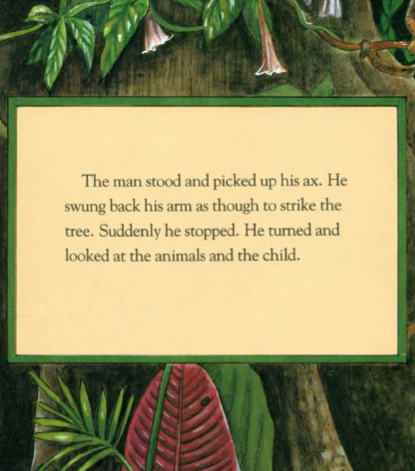 The man stood and picked up his ax. He
swung back his arm as though to strike the
tree. Suddenly he stopped. He turned and
looked at the animals and the child.